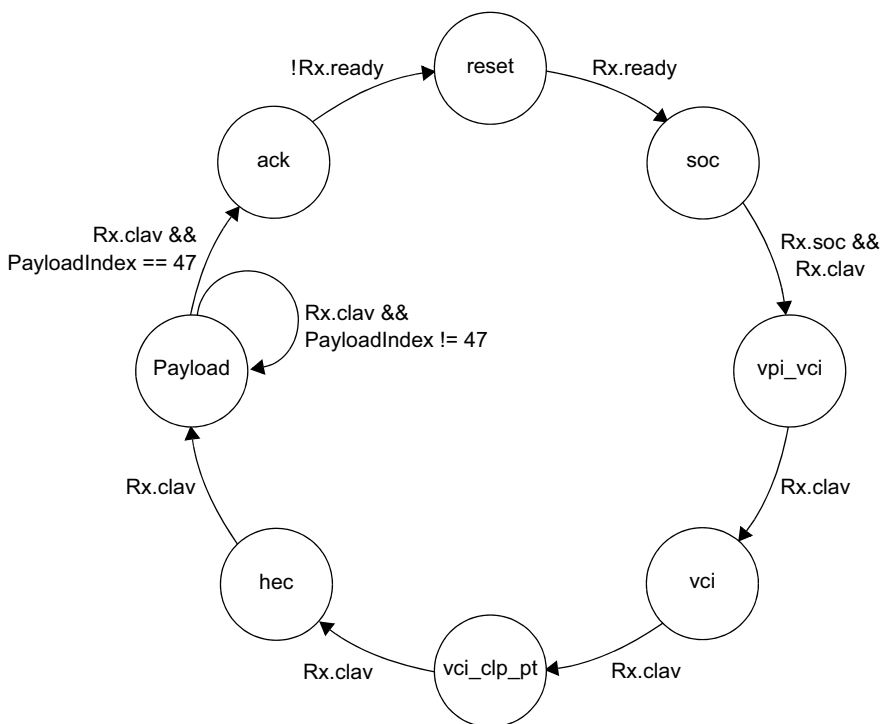 !Rx.ready
reset
Rx.ready
ack
soc
Rx.clav &&
PayloadIndex == 47
Rx.soc &&
Rx.clav
Rx.clav &&
PayloadIndex != 47
Payload
vpi_vci
Rx.clav
Rx.clav
hec
vci
Rx.clav
vci_clp_pt
Rx.clav